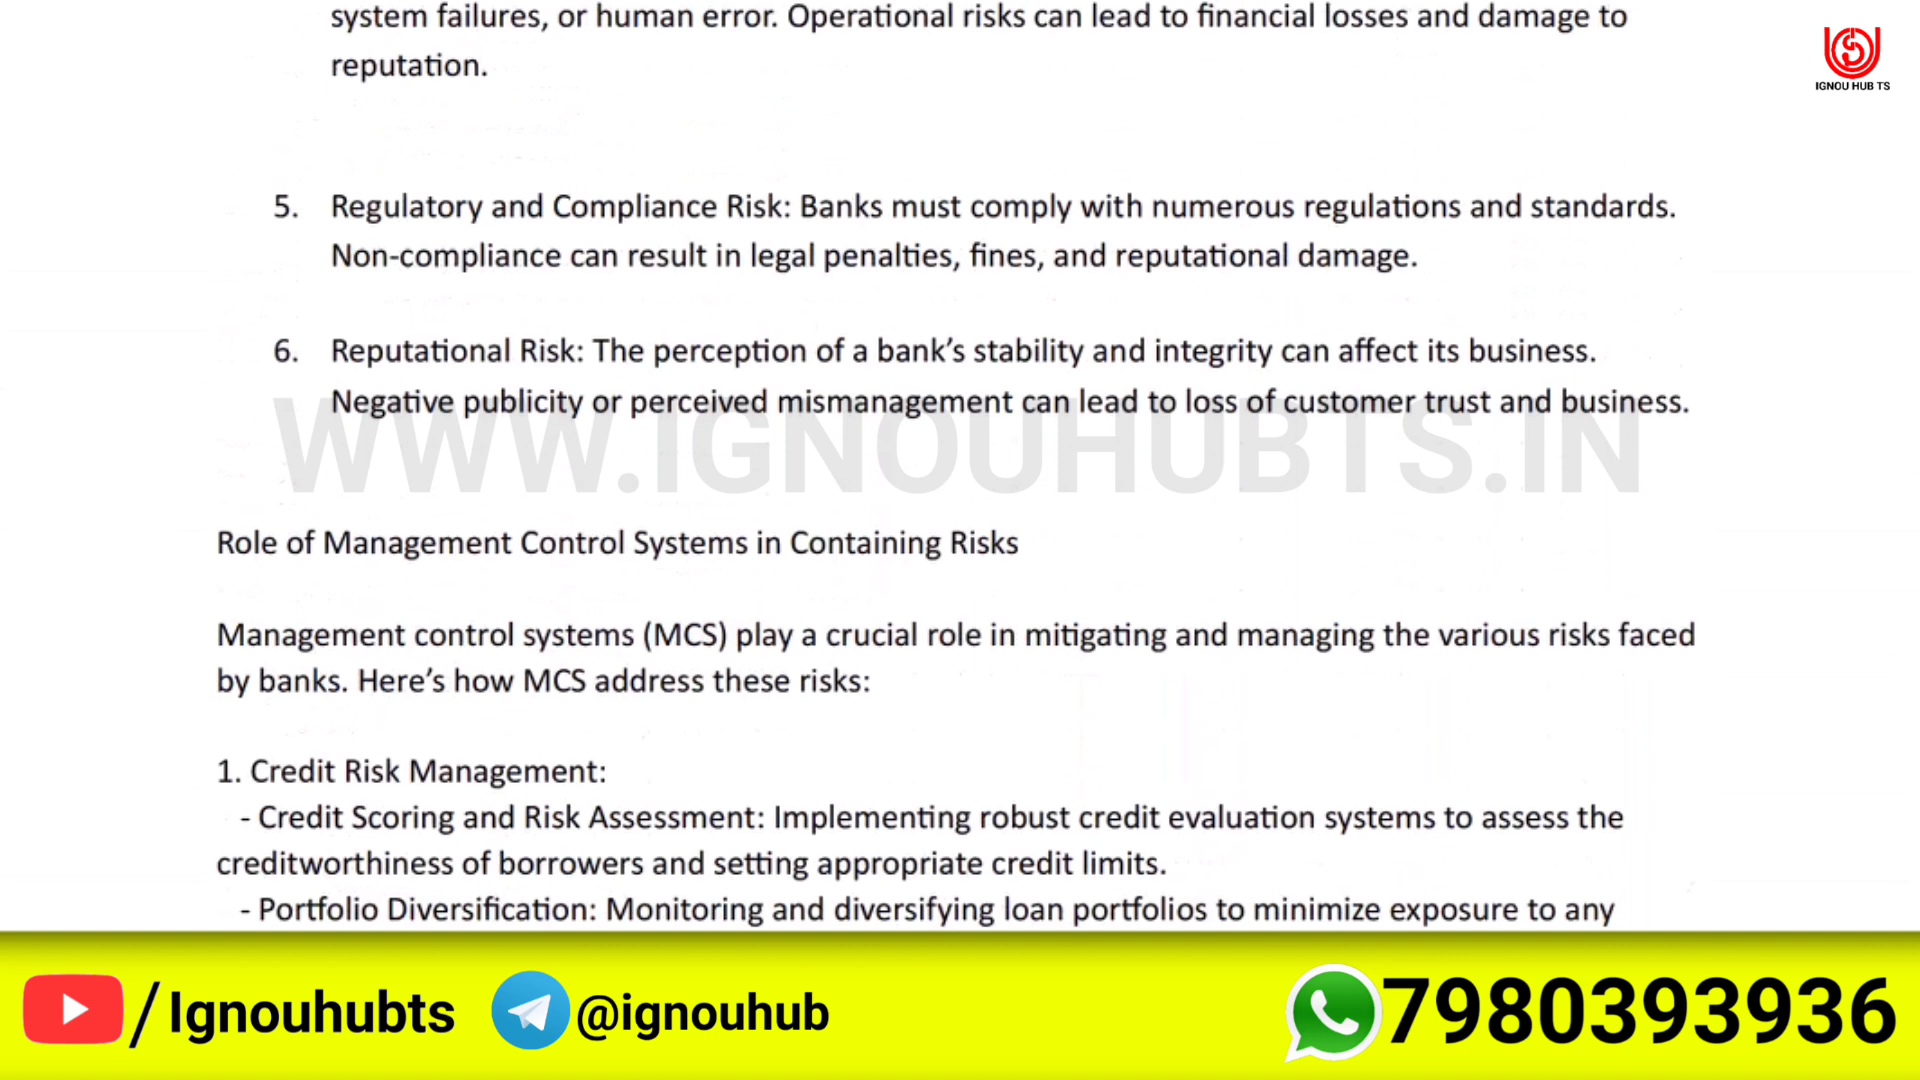 system failures, or human error. Operational risks can lead to financial losses and damage to
reputation.
IGNOU HUB TS
5. Regulatory and Compliance Risk: Banks must comply with numerous regulations and standards.
Non-compliance can result in legal penalties, fines, and reputational damage.
6. Reputational Risk: The perception of a bank’s stability and integrity can affect its business.
Negative publicity or perceived mismanagement can lead to loss of customer trust and business.
WWW.IGNOUHUBTS.IN
Role of Management Control Systems in Containing Risks
Management control systems (MCS) play a crucial role in mitigating and managing the various risks faced
by banks. Here’s how MCS address these risks:
1. Credit Risk Management:
- Credit Scoring and Risk Assessment: Implementing robust credit evaluation systems to assess the
creditworthiness of borrowers and setting appropriate credit limits.
- Portfolio Diversification: Monitoring and diversifying loan portfolios to minimize exposure to any
/Ignouhubts
@ignouhub
7980393936